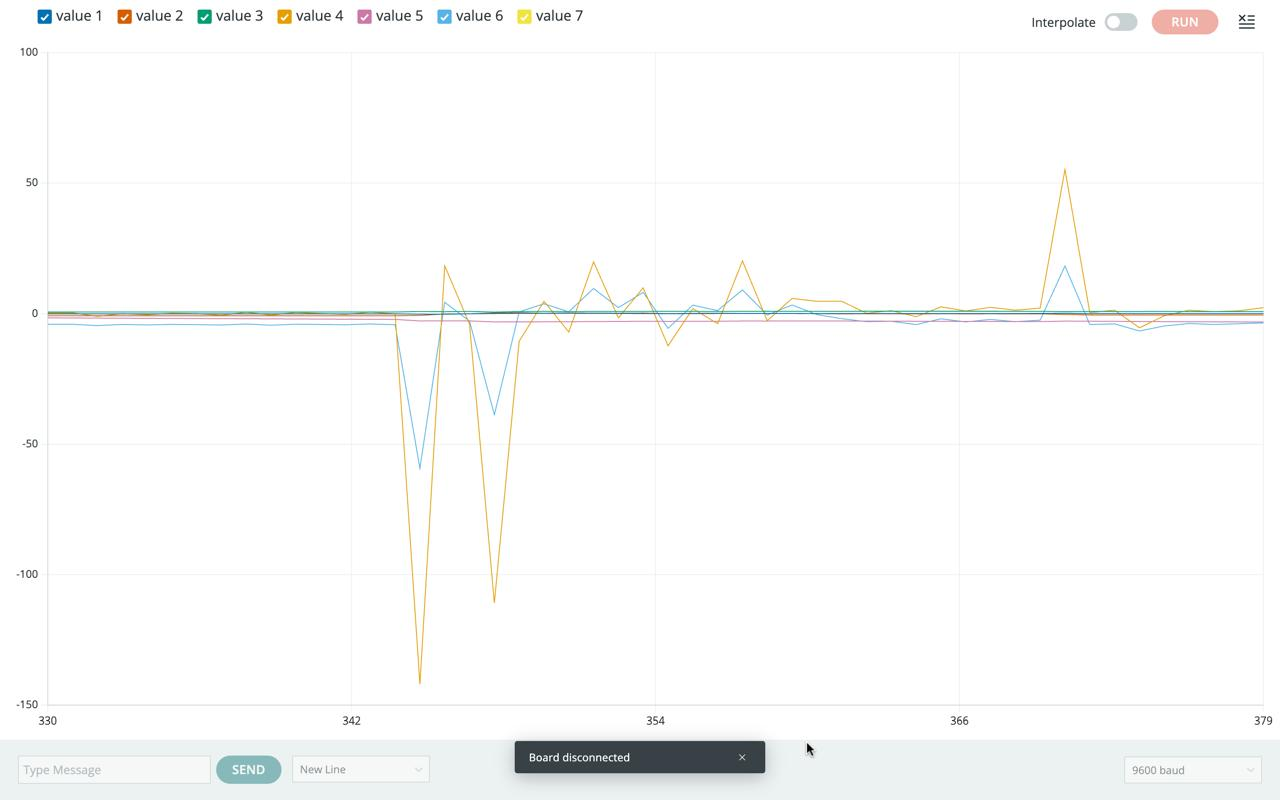 value 1 value 2 value 3 value 4 value 5 value 6 value 7
Interpolate RUN
100
50
0
-50
-100
-150
330 342 354 366 379
Type Message SEND New Line
Board disconnected
9600 baud